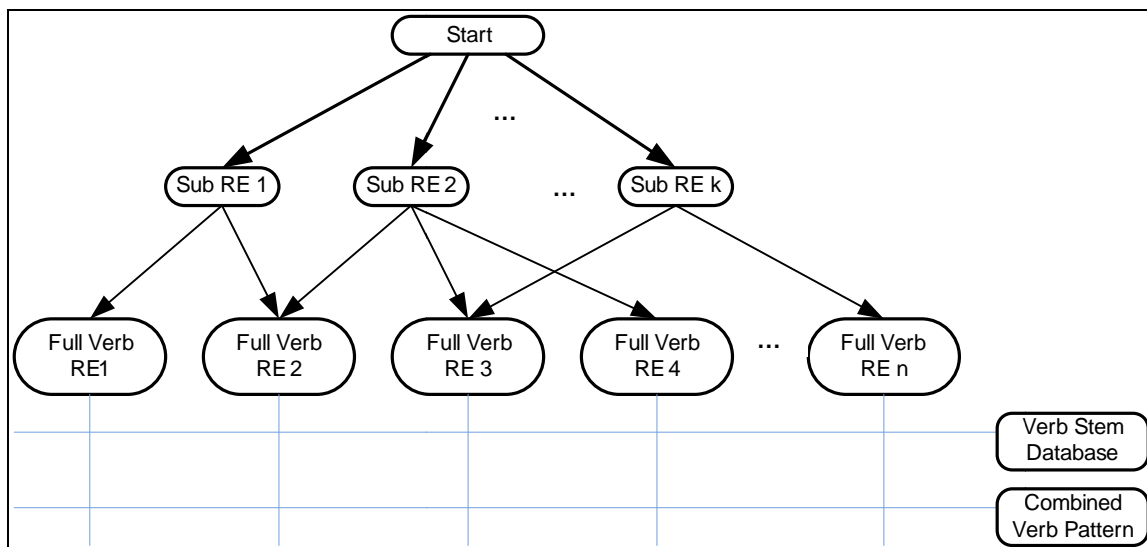 Start
...
Sub RE 1
Sub RE 2
...
Sub RE k
Full Verb
RE1
Full Verb
RE 2
Full Verb
RE 3
Full Verb
RE 4
...
Full Verb
RE n
Verb Stem
Database
Combined
Verb Pattern